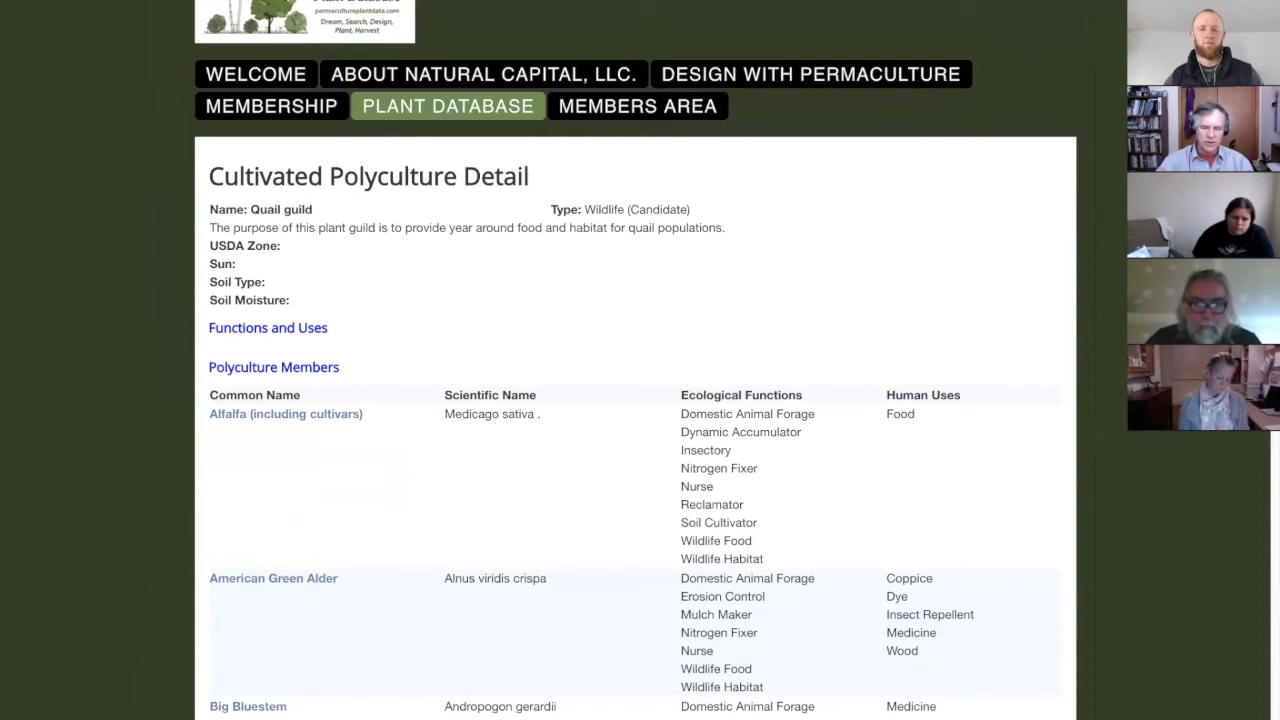 permacultureplantdata.com
Dream, Search, Design,
Plant, Harvest
WELCOME ABOUT NATURAL CAPITAL, LLC. DESIGN WITH PERMACULTURE
MEMBERSHIP PLANT DATABASE MEMBERS AREA
Cultivated Polyculture Detail
Name: Quail guild Type: Wildlife (Candidate)
The purpose of this plant guild is to provide year around food and habitat for quail populations.
USDA Zone:
Sun:
Soil Type:
Soil Moisture:
Functions and Uses
Polyculture Members
Common Name Scientific Name Ecological Functions Human Uses
Alfalfa (including cultivars) Medicago sativa . Domestic Animal Forage Food
Dynamic Accumulator
Insectory
Nitrogen Fixer
Nurse
Reclamator
Soil Cultivator
Wildlife Food
Wildlife Habitat
American Green Alder Alnus viridis crispa Domestic Animal Forage Coppice
Erosion Control Dye
Mulch Maker Insect Repellent
Nitrogen Fixer Medicine
Nurse Wood
Wildlife Food
Wildlife Habitat
Big Bluestem Andropogon gerardii Domestic Animal Forage Medicine